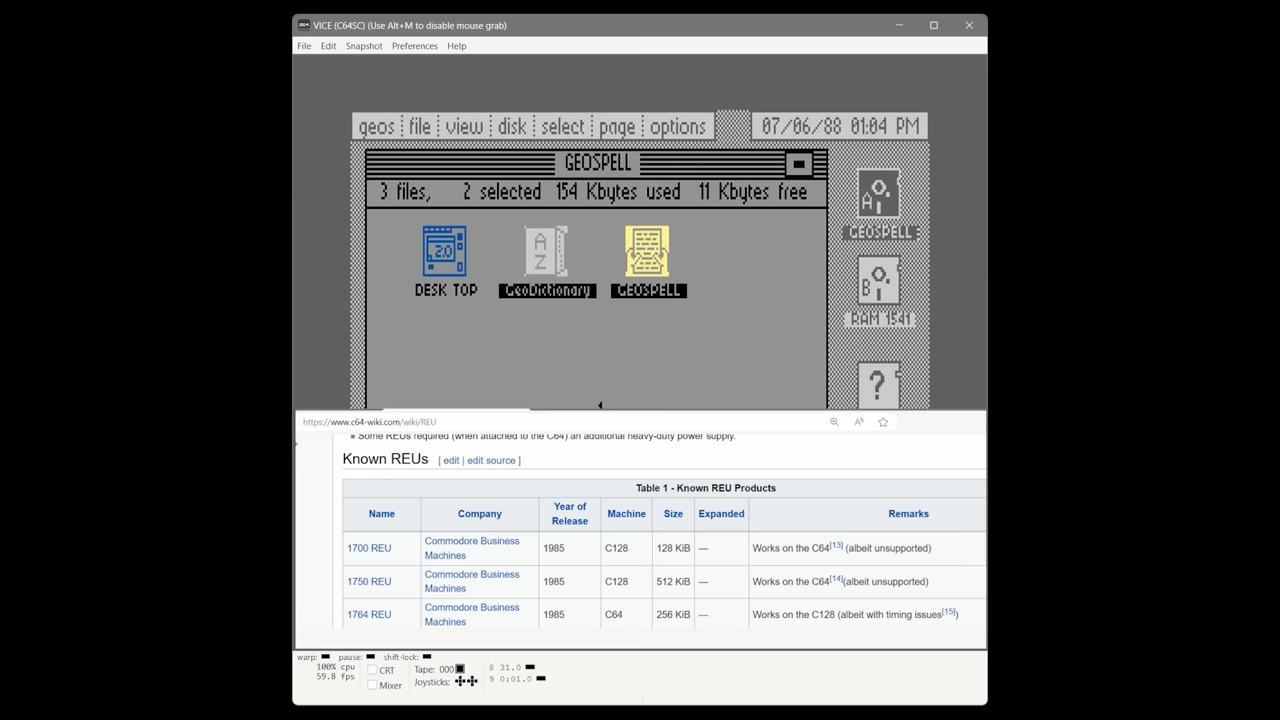 VICE (C64SC) (Use Alt+M to disable mouse grab)
File Edit Snapshot Preferences Help
geos file view disk select page options 07/06/88 01:04 PM
GEOSPELL
3 files, 2 selected 154 Kbytes used 11 Kbytes free
A
GEOSPELL
2.0
A
Z
DESK TOP GeoDictionary GEOSPELL
B
RAM 1541
?
https://www.c64-wiki.com/wiki/REU
Some REUs required (when attached to the C64) an additional heavy-duty power supply.
Known REUs [ edit | edit source ]
Table 1 - Known REU Products
Name Company Year of Release Machine Size Expanded Remarks
1700 REU Commodore Business Machines 1985 C128 128 KiB — Works on the C64[13] (albeit unsupported)
1750 REU Commodore Business Machines 1985 C128 512 KiB — Works on the C64[14](albeit unsupported)
1764 REU Commodore Business Machines 1985 C64 256 KiB — Works on the C128 (albeit with timing issues[15])
warp: pause: shift-lock:
100% cpu CRT Tape: 000 8 31.0
59.8 fps Mixer Joysticks: 9 0:01.0